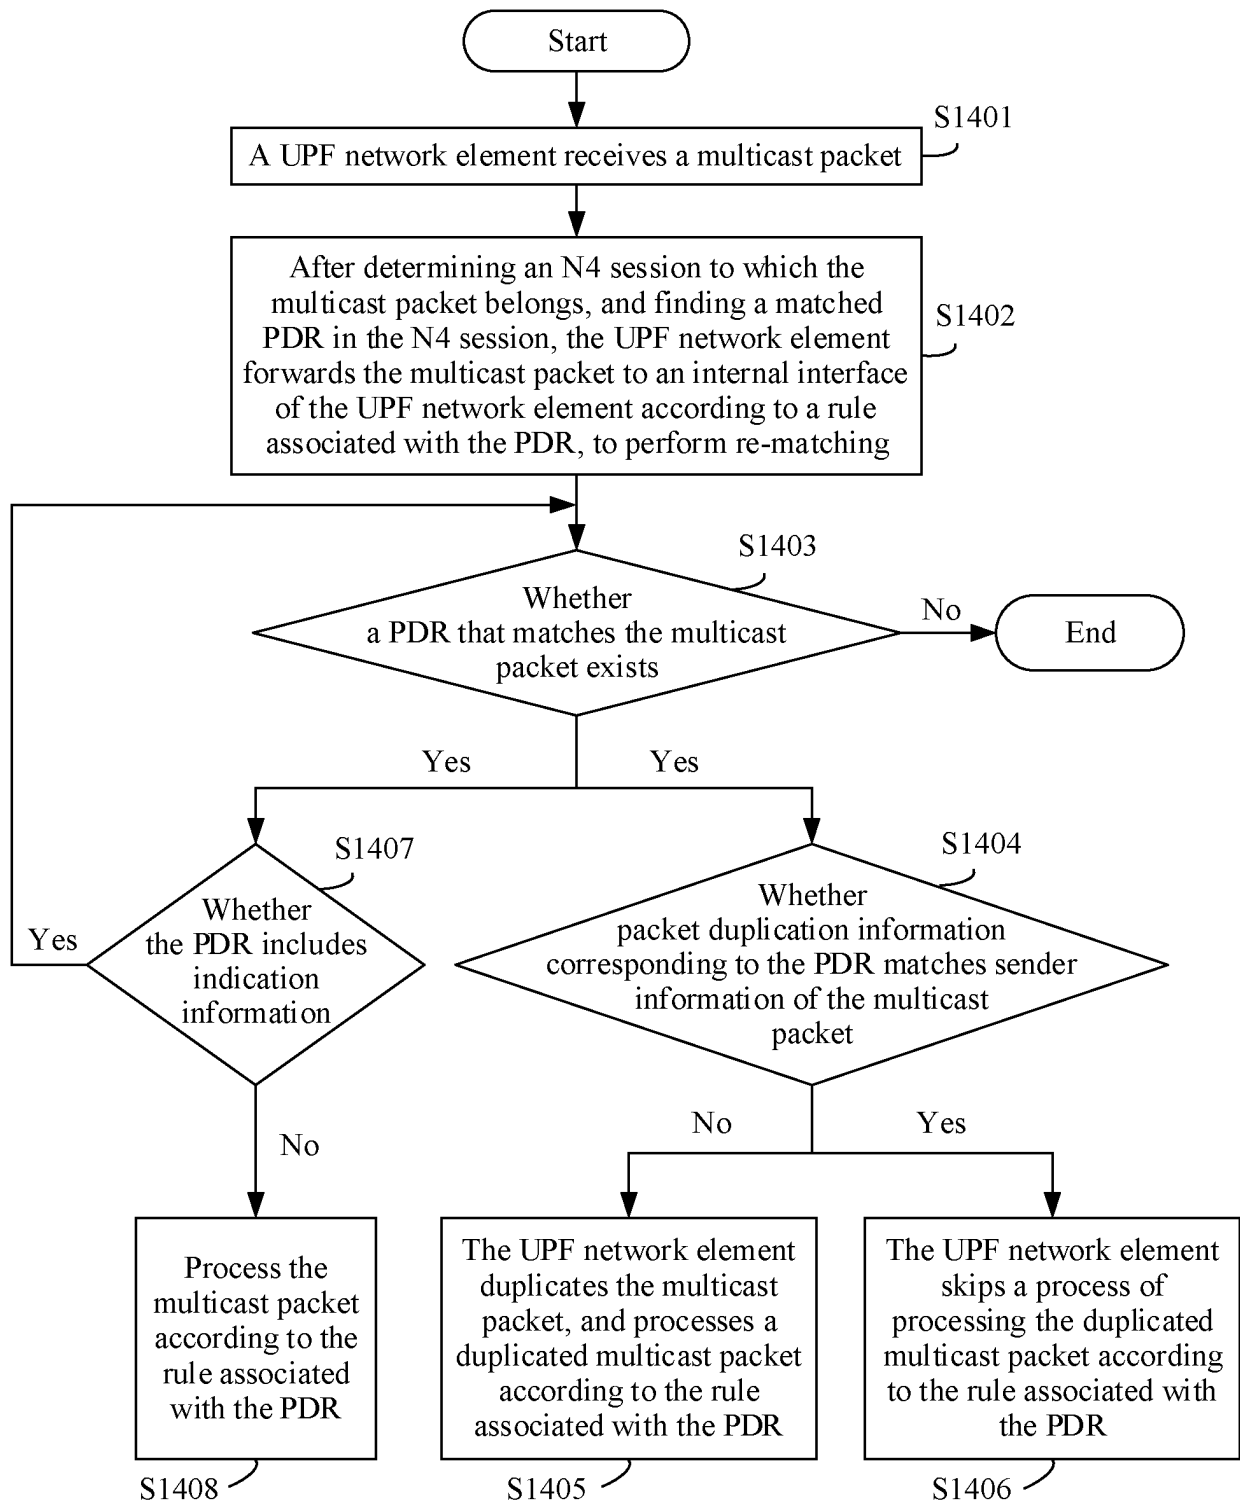 Start
S1401
A UPF network element receives a multicast packet
After determining an N4 session to which the
multicast packet belongs, and finding a matched
PDR in the N4 session, the UPF network element
forwards the multicast packet to an internal interface
of the UPF network element according to a rule
associated with the PDR, to perform re-matching
S1402
S1403
Whether
a PDR that matches the multicast
packet exists
No
End
Yes
Yes
S1407
Whether
the PDR includes
indication
information
Yes
No
S1404
Whether
packet duplication information
corresponding to the PDR matches sender
information of the multicast
packet
No
Yes
Process the
multicast packet
according to the
rule associated
with the PDR
S1408
The UPF network element
duplicates the multicast
packet, and processes a
duplicated multicast packet
according to the rule
associated with the PDR
S1405
The UPF network element
skips a process of
processing the duplicated
multicast packet according
to the rule associated with
the PDR
S1406